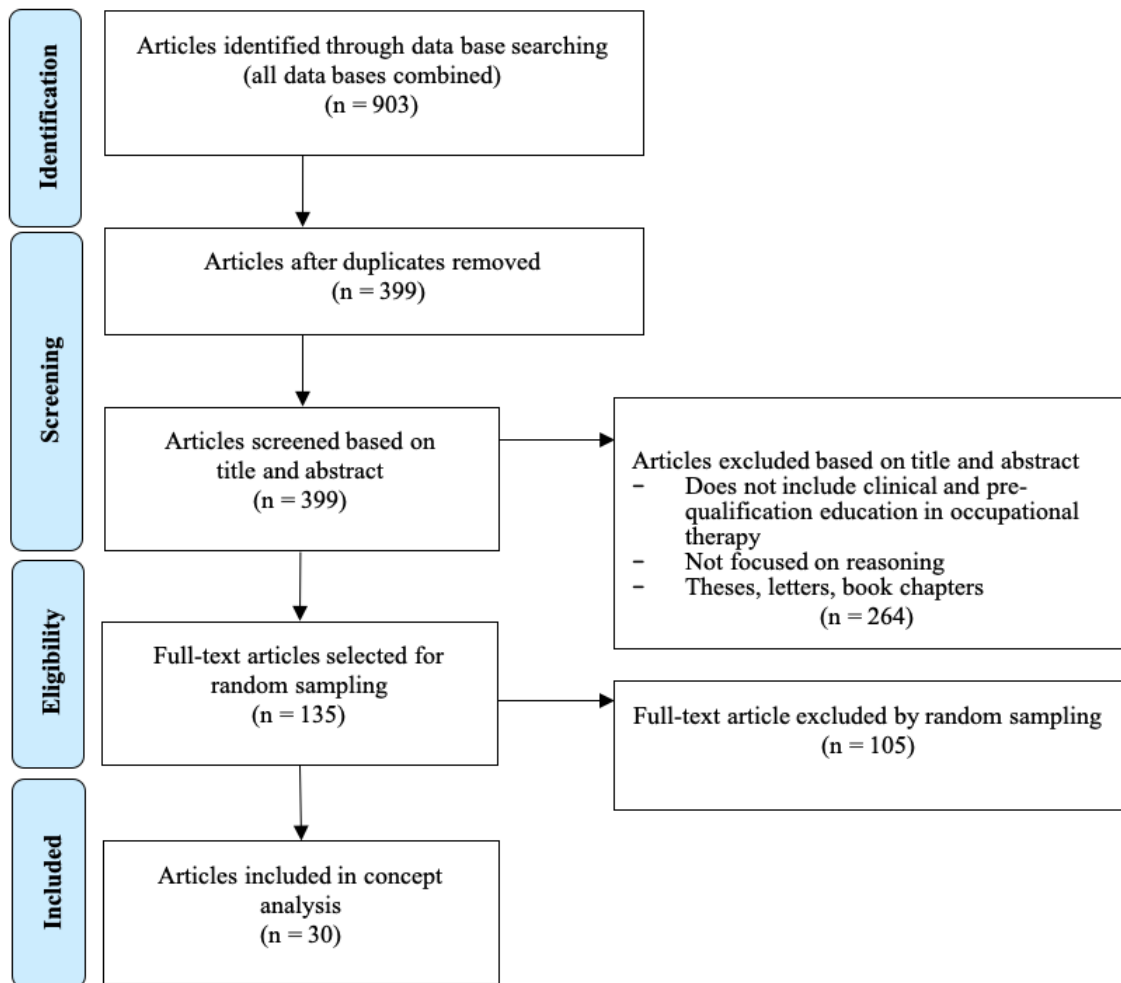 Identification
Articles identified through data base searching
(all data bases combined)
(n = 903)
Screening
Articles after duplicates removed
(n = 399)
Articles screened based on
title and abstract
(n = 399)
Articles excluded based on title and abstract
- Does not include clinical and pre-
qualification education in occupational
therapy
- Not focused on reasoning
- Theses, letters, book chapters
(n = 264)
Eligibility
Full-text articles selected for
random sampling
(n = 135)
Full-text article excluded by random sampling
(n = 105)
Included
Articles included in concept
analysis
(n = 30)